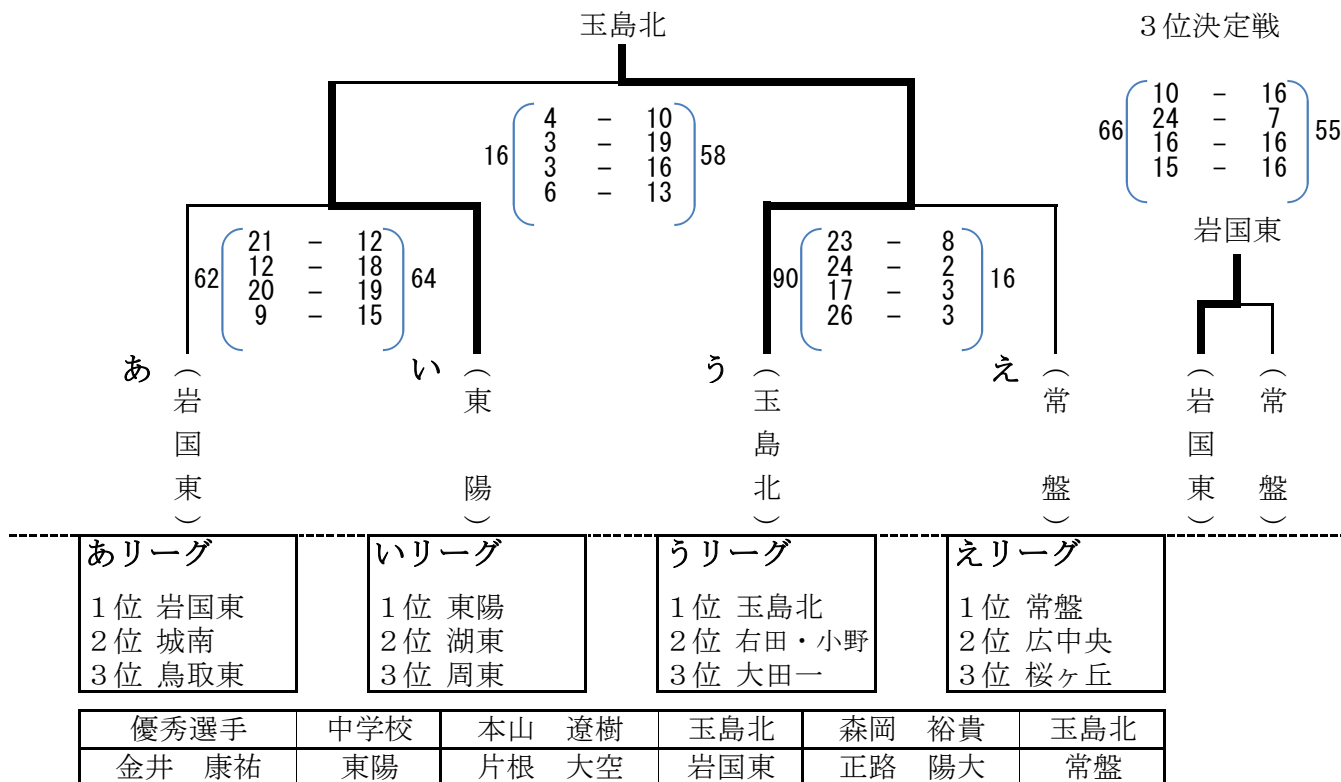 玉島北
３位決定戦
16
4 － 10
3 － 19
3 － 16
6 － 13
58
66
10 － 16
24 － 7
16 － 16
15 － 16
55
岩国東
62
21 － 12
12 － 18
20 － 19
9 － 15
64
90
23 － 8
24 － 2
17 － 3
26 － 3
16
あ
（岩国東）
い
（東陽）
う
（玉島北）
え
（常盤）
（岩国東）
（常盤）
あリーグ
１位 岩国東
２位 城南
３位 鳥取東
いリーグ
１位 東陽
２位 湖東
３位 周東
うリーグ
１位 玉島北
２位 右田・小野
３位 大田一
えリーグ
１位 常盤
２位 広中央
３位 桜ヶ丘
優秀選手 中学校 本山 遼樹 玉島北 森岡 裕貴 玉島北
金井 康祐 東陽 片根 大空 岩国東 正路 陽大 常盤